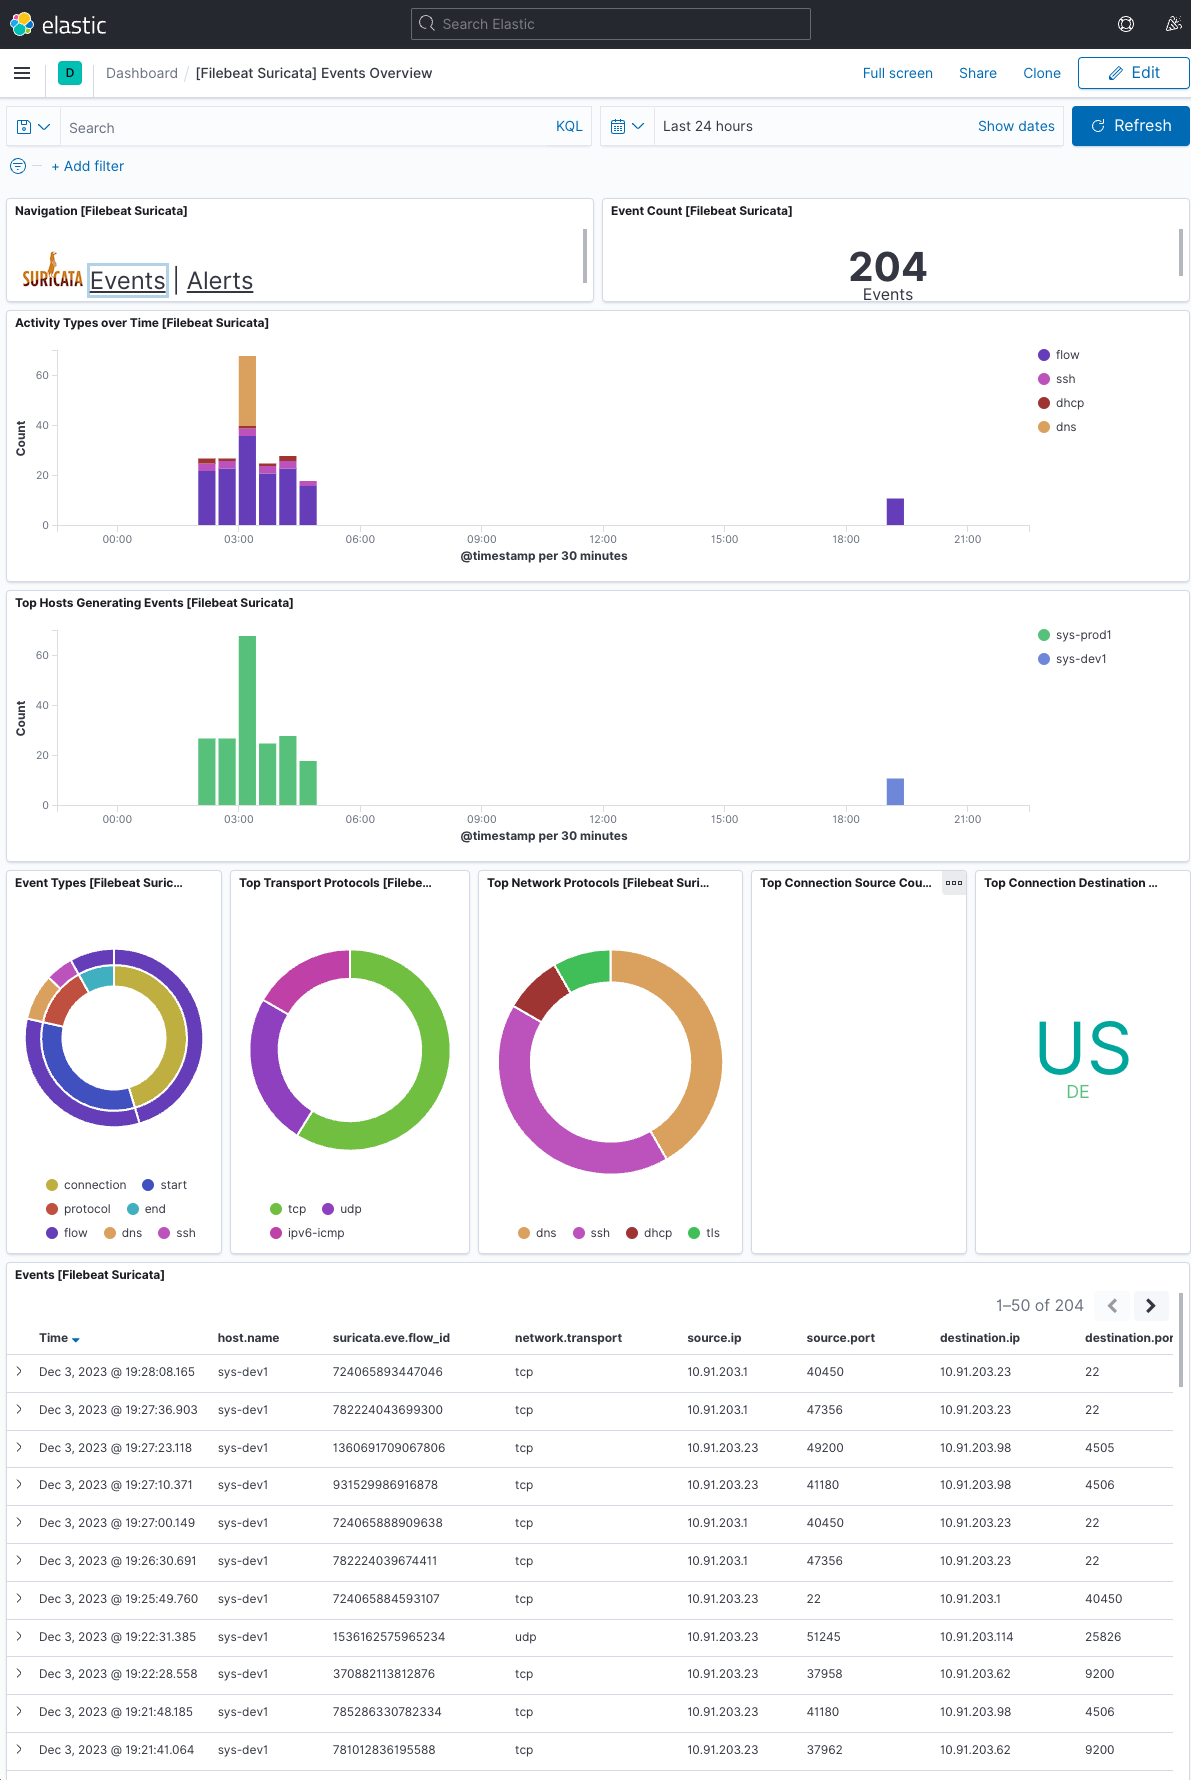 elastic
Search Elastic
D Dashboard / [Filebeat Suricata] Events Overview Full screen Share Clone Edit
Search KQL Last 24 hours Show dates Refresh
+ Add filter
Navigation [Filebeat Suricata]
SURICATA Events | Alerts
Event Count [Filebeat Suricata]
204
Events
Activity Types over Time [Filebeat Suricata]
Count
60
40
20
0
00:00 03:00 06:00 09:00 12:00 15:00 18:00 21:00
@timestamp per 30 minutes
flow
ssh
dhcp
dns
Top Hosts Generating Events [Filebeat Suricata]
Count
60
40
20
0
00:00 03:00 06:00 09:00 12:00 15:00 18:00 21:00
@timestamp per 30 minutes
sys-prod1
sys-dev1
Event Types [Filebeat Suric...
connection start
protocol end
flow dns ssh
Top Transport Protocols [Filebe...
tcp udp
ipv6-icmp
Top Network Protocols [Filebeat Suri...
dns ssh dhcp tls
Top Connection Source Cou...
Top Connection Destination ...
US
DE
Events [Filebeat Suricata]
1–50 of 204
Time host.name suricata.eve.flow_id network.transport source.ip source.port destination.ip destination.por
Dec 3, 2023 @ 19:28:08.165 sys-dev1 724065893447046 tcp 10.91.203.1 40450 10.91.203.23 22
Dec 3, 2023 @ 19:27:36.903 sys-dev1 782224043699300 tcp 10.91.203.1 47356 10.91.203.23 22
Dec 3, 2023 @ 19:27:23.118 sys-dev1 1360691709067806 tcp 10.91.203.23 49200 10.91.203.98 4505
Dec 3, 2023 @ 19:27:10.371 sys-dev1 931529986916878 tcp 10.91.203.23 41180 10.91.203.98 4506
Dec 3, 2023 @ 19:27:00.149 sys-dev1 724065888909638 tcp 10.91.203.1 40450 10.91.203.23 22
Dec 3, 2023 @ 19:26:30.691 sys-dev1 782224039674411 tcp 10.91.203.1 47356 10.91.203.23 22
Dec 3, 2023 @ 19:25:49.760 sys-dev1 724065884593107 tcp 10.91.203.23 22 10.91.203.1 40450
Dec 3, 2023 @ 19:22:31.385 sys-dev1 1536162575965234 udp 10.91.203.23 51245 10.91.203.114 25826
Dec 3, 2023 @ 19:22:28.558 sys-dev1 370882113812876 tcp 10.91.203.23 37958 10.91.203.62 9200
Dec 3, 2023 @ 19:21:48.185 sys-dev1 785286330782334 tcp 10.91.203.23 41180 10.91.203.98 4506
Dec 3, 2023 @ 19:21:41.064 sys-dev1 781012836195588 tcp 10.91.203.23 37962 10.91.203.62 9200